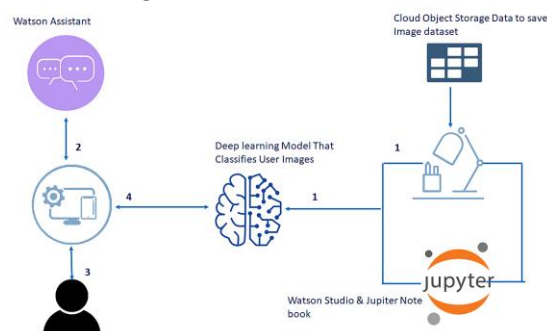 Watson Assistant
Cloud Object Storage Data to save
Image dataset
2
Deep learning Model That
Classifies User Images
1
4
1
3
jupyter
Watson Studio & Jupiter Note
book